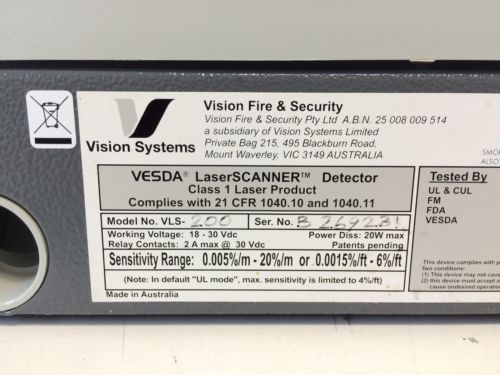 Vision Systems
Vision Fire & Security
Vision Fire & Security Pty Ltd A.B.N. 25 008 009 514
a subsidiary of Vision Systems Limited
Private Bag 215, 495 Blackburn Road,
Mount Waverley, VIC 3149 AUSTRALIA
VESDA® LaserSCANNER™ Detector
Class 1 Laser Product
Complies with 21 CFR 1040.10 and 1040.11
Model No. VLS- 200 Ser. No. B 269231
Working Voltage: 18 - 30 Vdc Power Diss: 20W max
Relay Contacts: 2 A max @ 30 Vdc Patents pending
Sensitivity Range: 0.005%/m - 20%/m or 0.0015%/ft - 6%/ft
(Note: In default "UL mode", max. sensitivity is limited to 4%/ft)
Made in Australia
SMOK
ALSO
Tested By
UL & CUL
FM
FDA
VESDA
This device complies with p
two conditions:
(1) This device may not cause
(2) this device must accept a
cause undesired operation